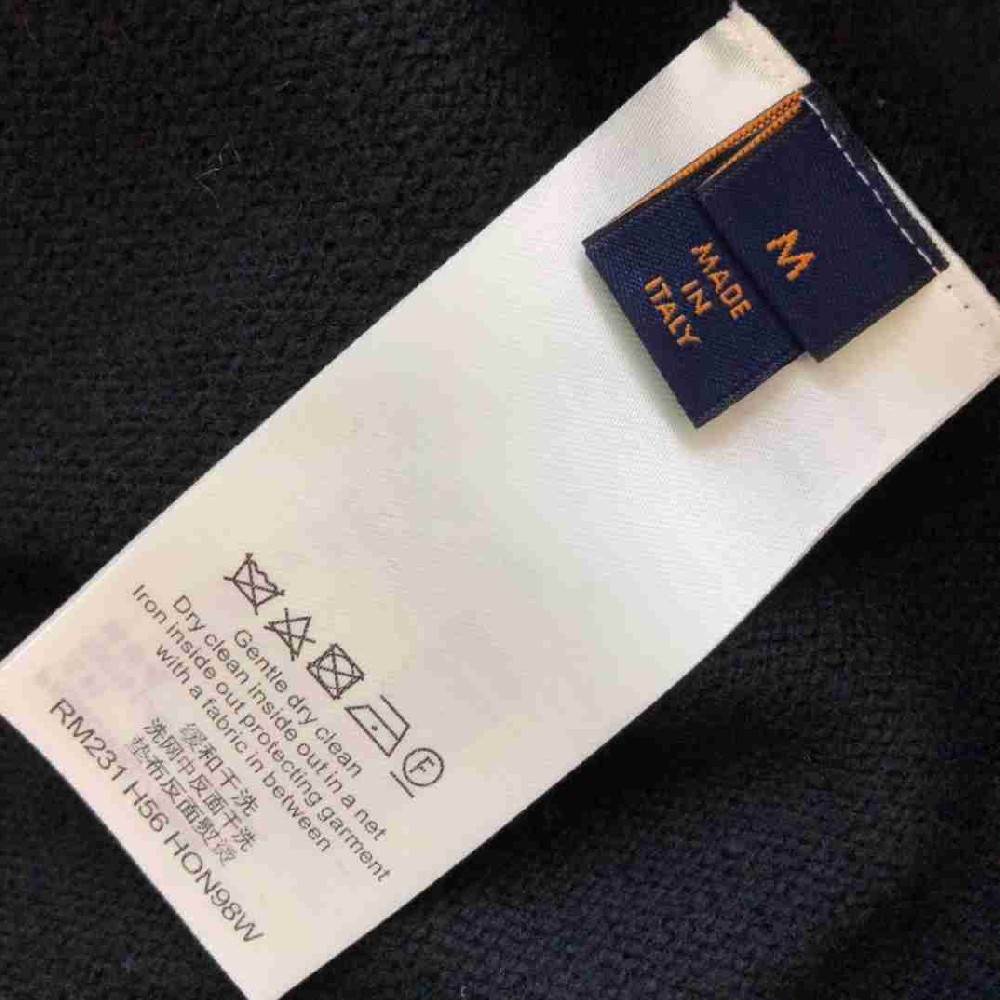 M
MADE
IN
ITALY
F
Gentle dry clean
Dry clean inside out in a net
Iron inside out protecting garment
with a fabric in between
缓和干洗
洗网中反面干洗
垫布反面熨烫
RM231 H56 HON98W